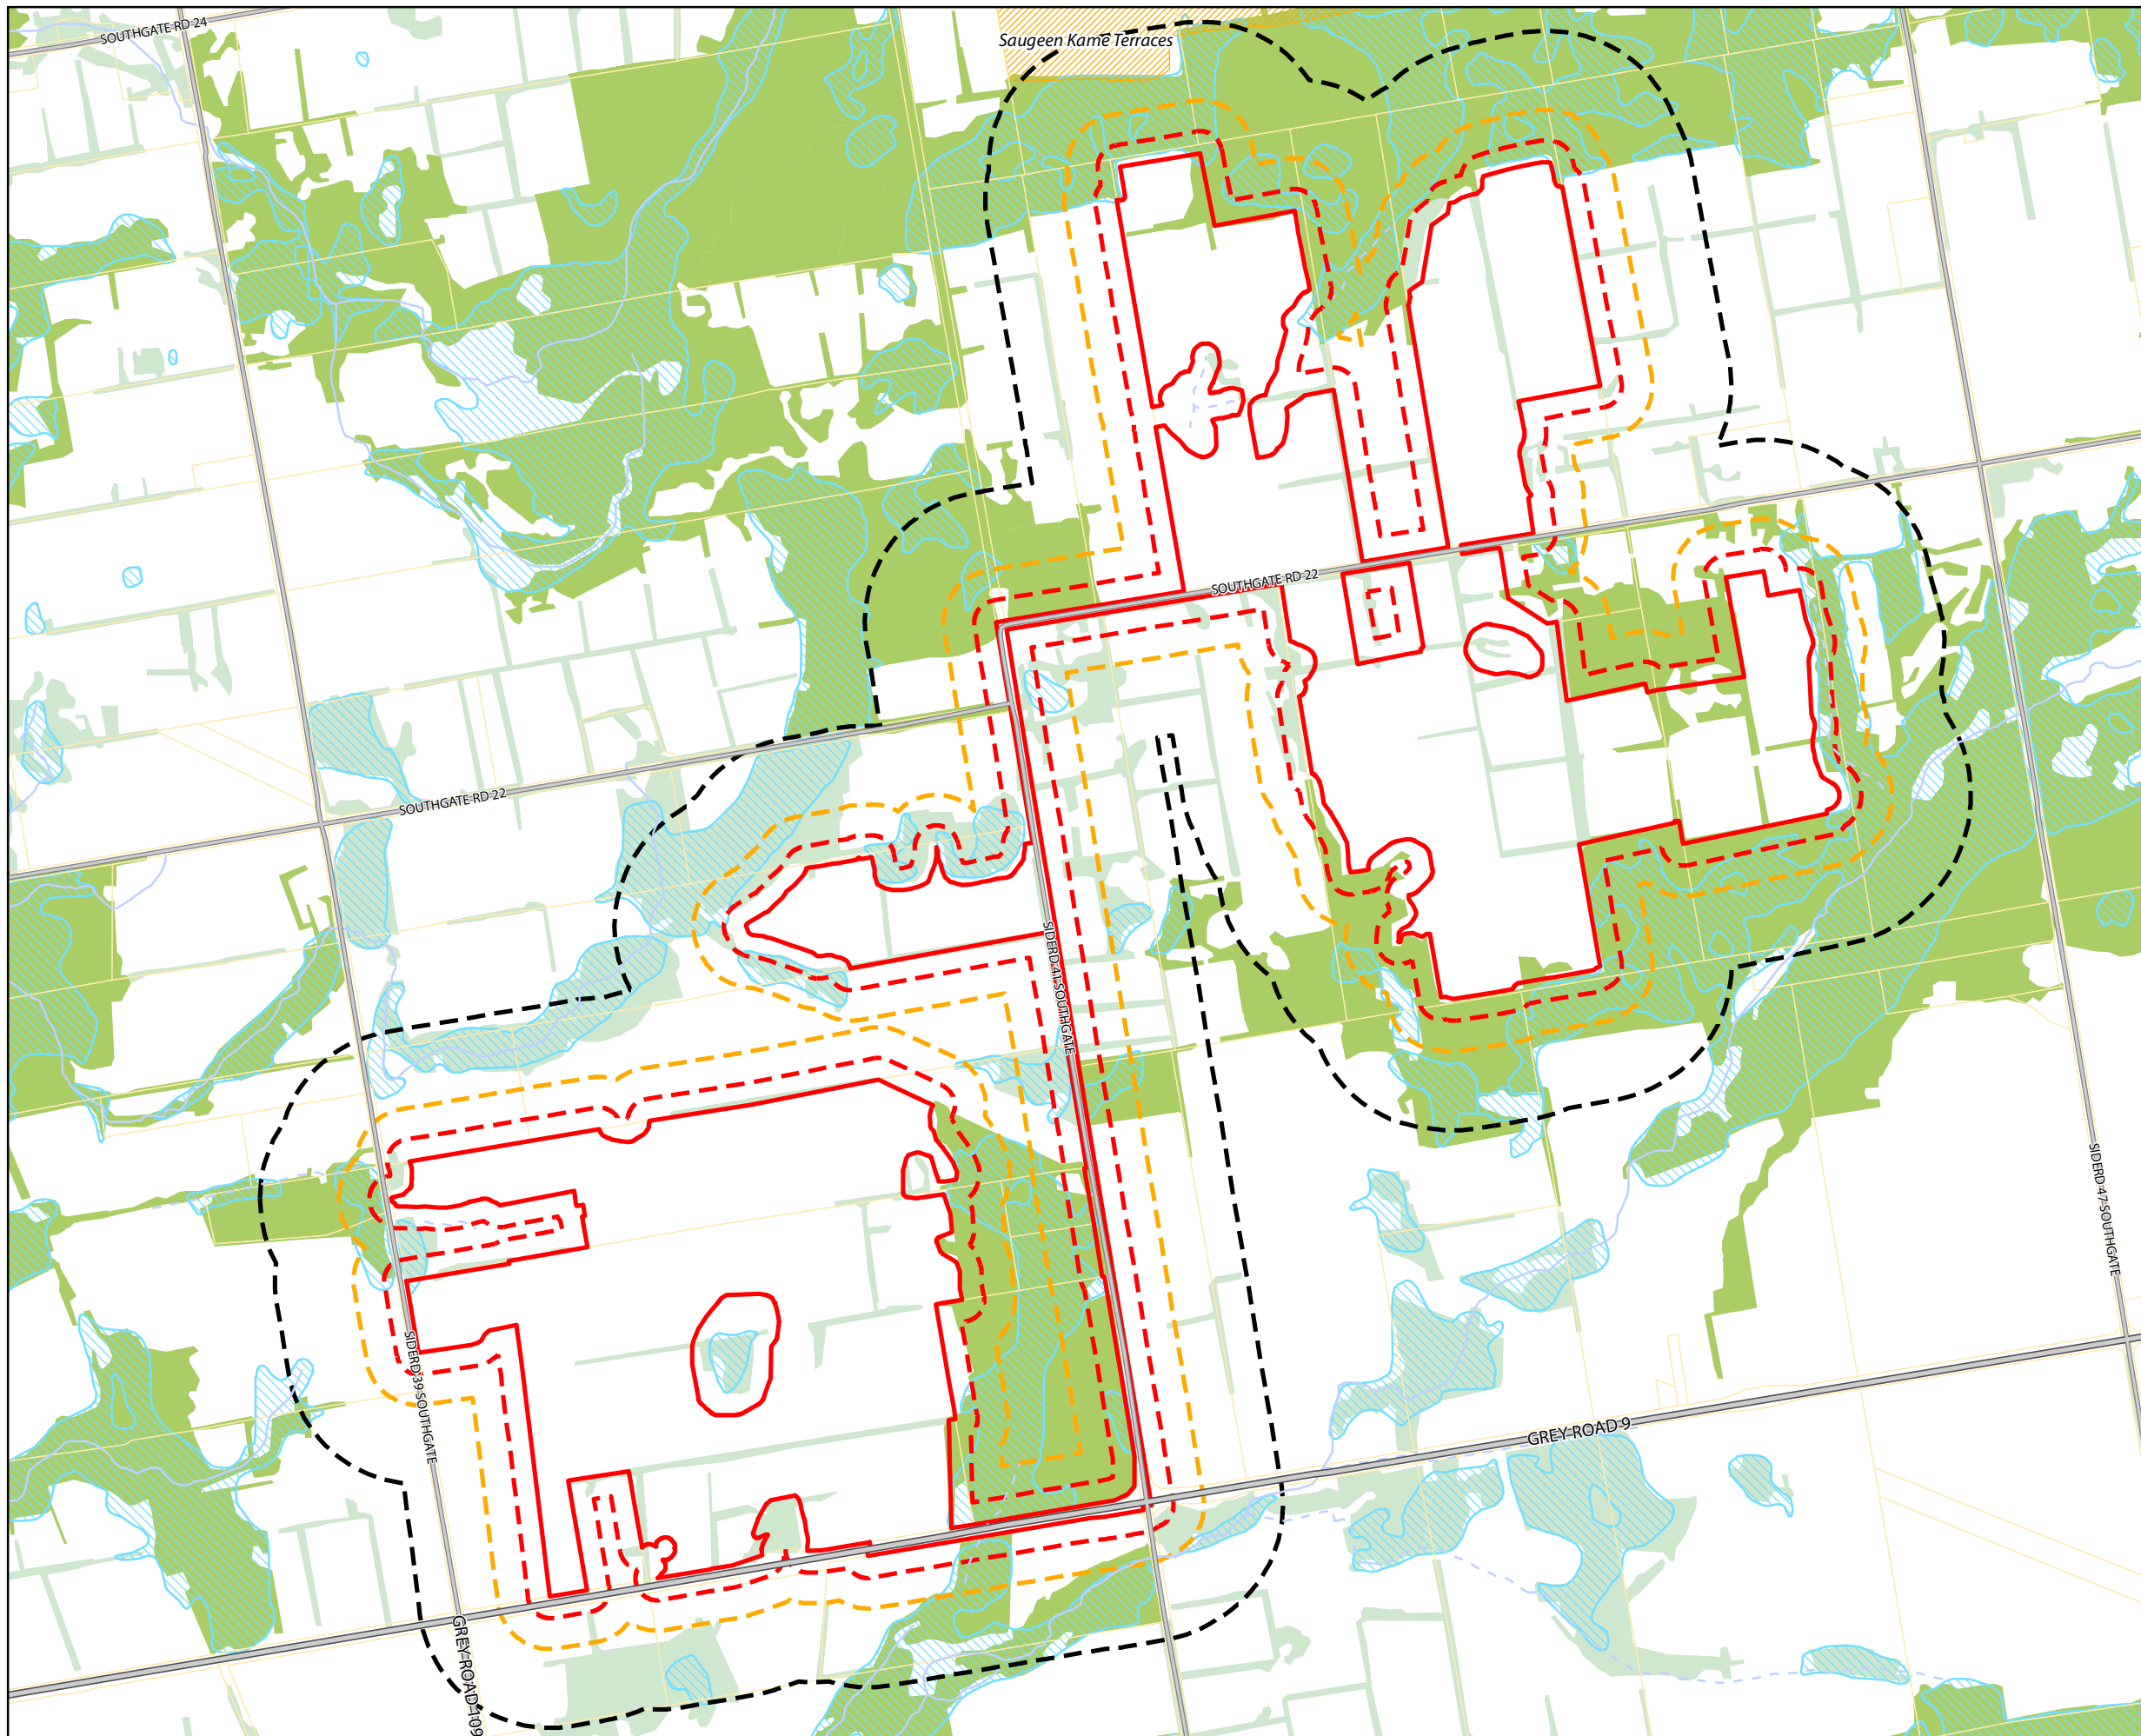 SOUTHGATE RD 24
Saugeen Kame Terraces
SOUTHGATE RD 22
SOUTHGATE RD 22
SIDERD 41 SOUTHGATE
SIDERD 47 SOUTHGATE
SIDERD 39 SOUTHGATE
GREY ROAD 9
GREY ROAD 109